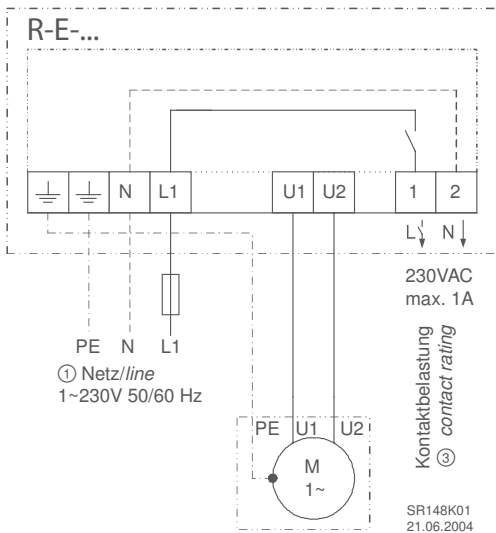 R-E-...
N L1 U1 U2 1 2
L N
230VAC
max. 1A
PE N L1
① Netz/line
1~230V 50/60 Hz
Kontaktbelastung
③ contact rating
PE U1 U2
M
1~
SR148K01
21.06.2004